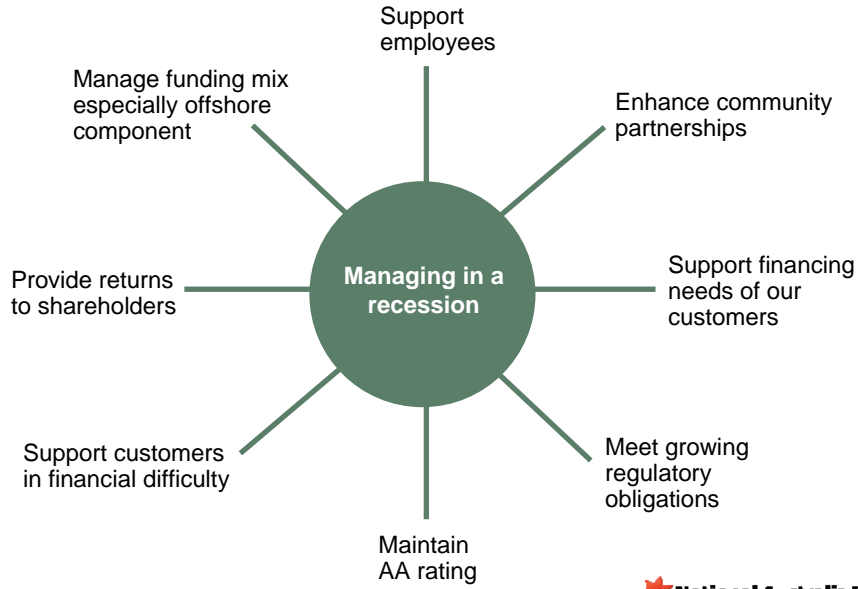 Support
employees
Manage funding mix
especially offshore
component
Enhance community
partnerships
Managing in a
recession
Provide returns
to shareholders
Support financing
needs of our
customers
Support customers
in financial difficulty
Meet growing
regulatory
obligations
Maintain
AA rating